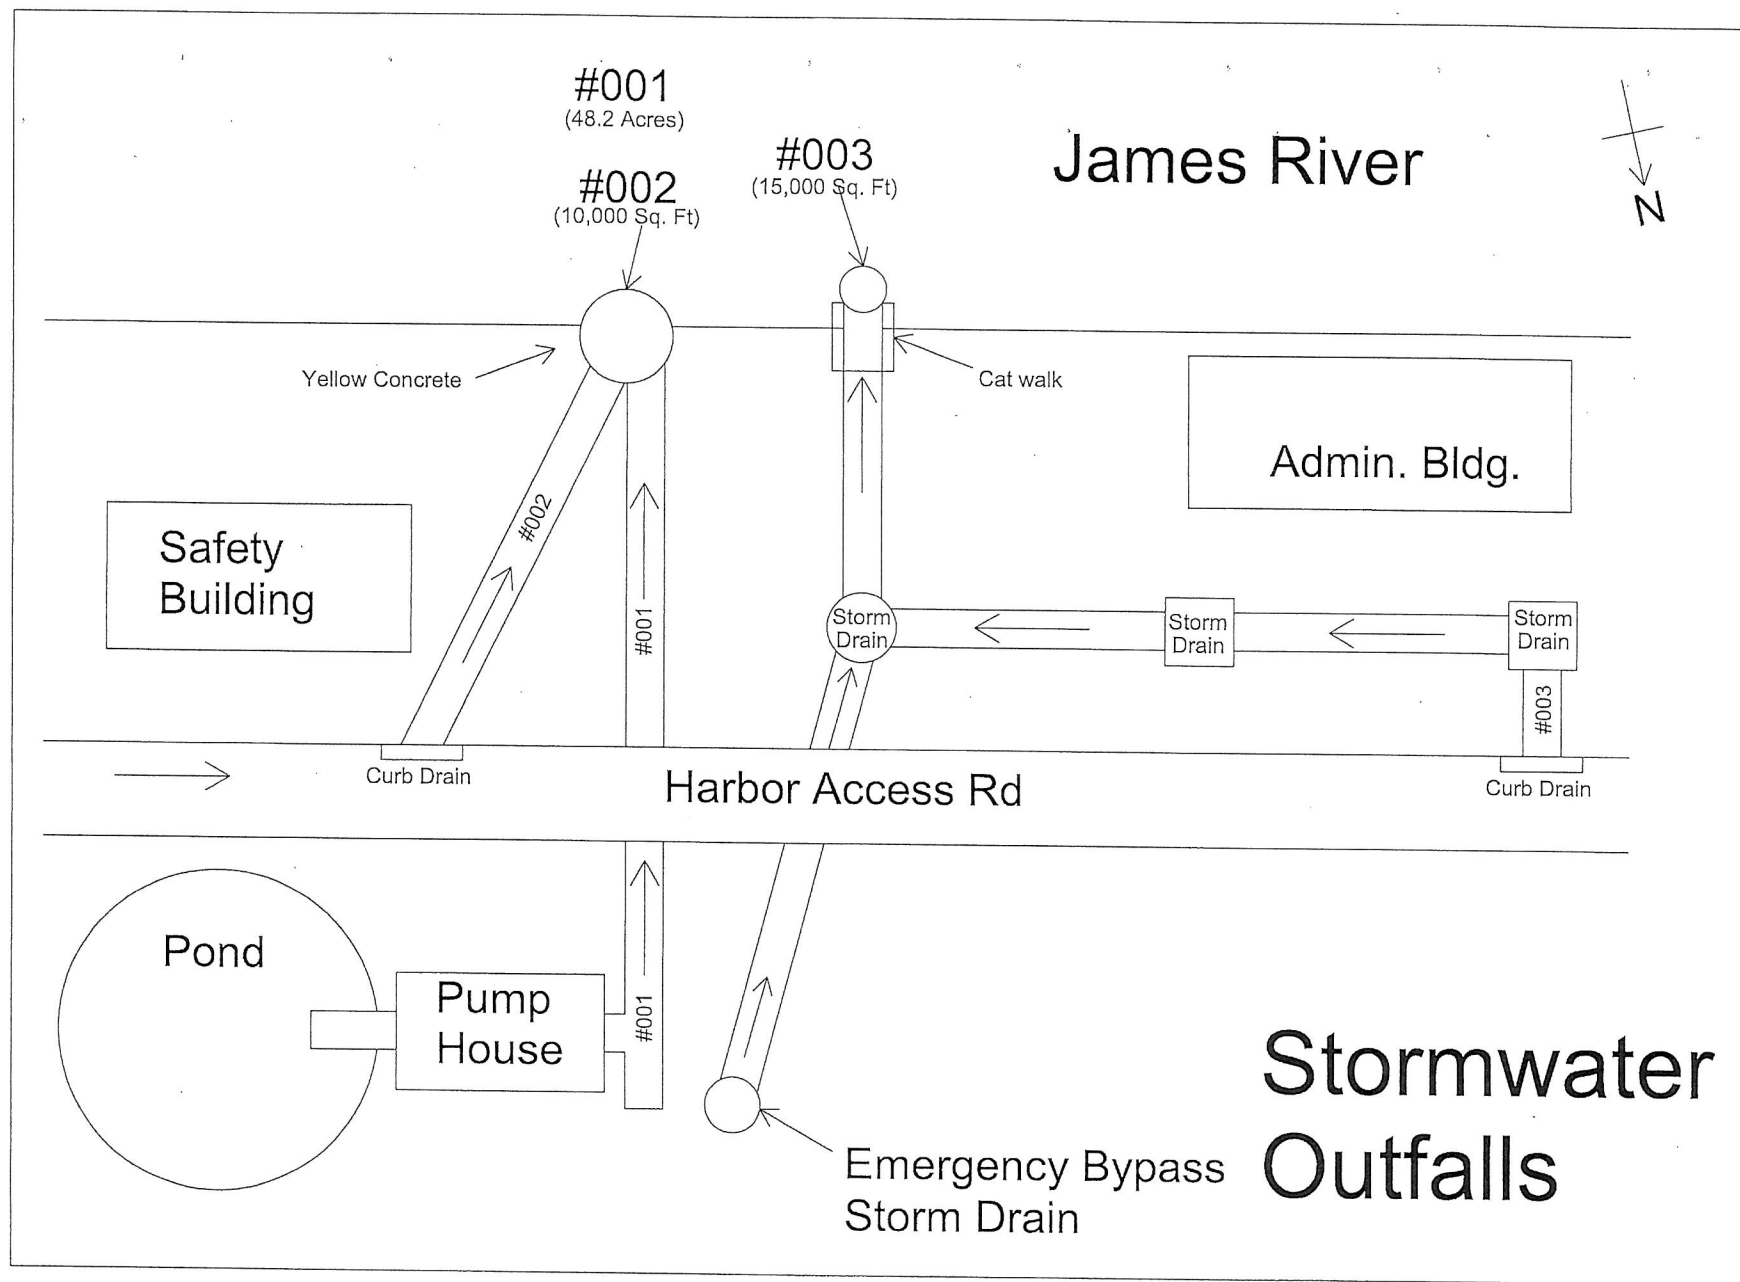 #001
(48.2 Acres)
#002
(10,000 Sq. Ft)
#003
(15,000 Sq. Ft)
James River
N
Yellow Concrete
Cat walk
Admin. Bldg.
Safety
Building
#002
#001
Storm
Drain
Storm
Drain
Storm
Drain
#003
Curb Drain
Harbor Access Rd
Curb Drain
Pond
Pump
House
#001
Emergency Bypass
Storm Drain
Stormwater
Outfalls